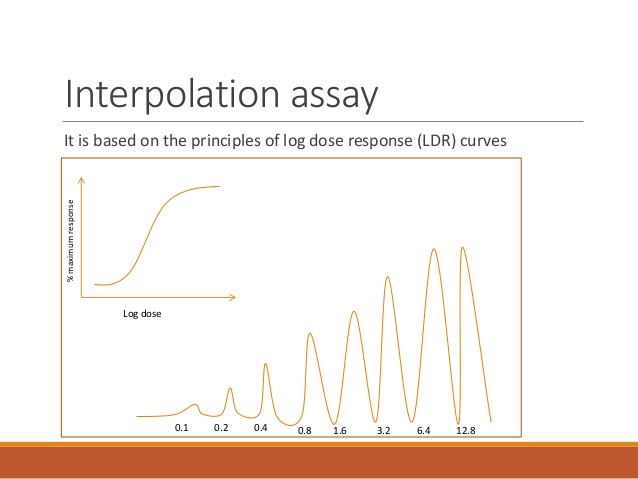 Interpolation assay
It is based on the principles of log dose response (LDR) curves
% maximum response
Log dose
0.1 0.2 0.4 0.8 1.6 3.2 6.4 12.8